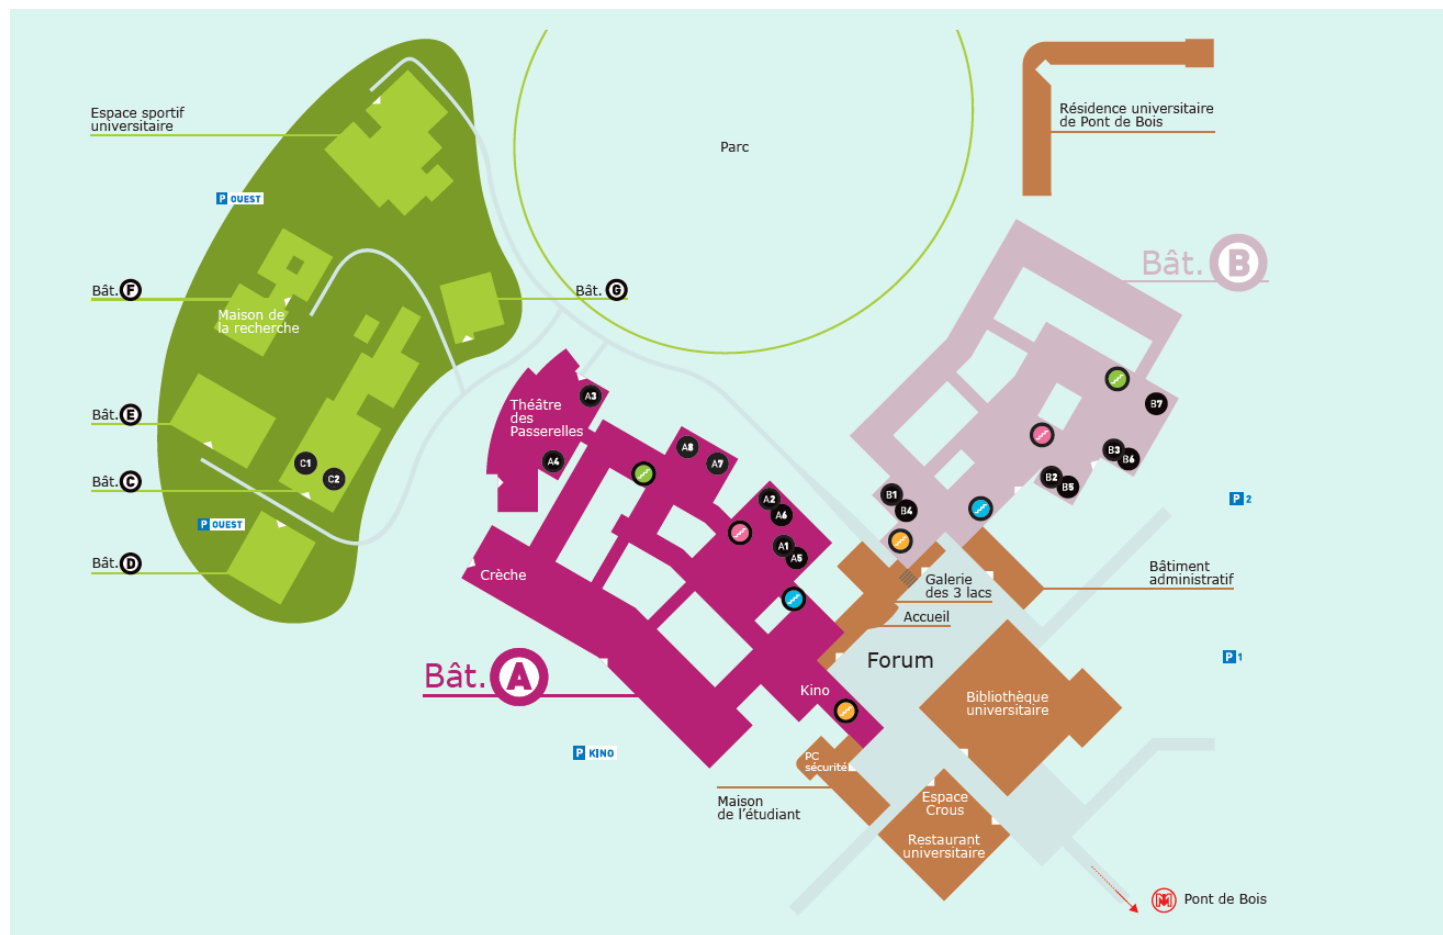 Espace sportif
universitaire
Parc
Résidence universitaire
de Pont de Bois
P OUEST
Bât. B
Bât. F
Bât. G
Maison de
la recherche
Théâtre
des
Passerelles
A3
A4
A8
A7
A2
A6
A1
A5
B7
B3
B6
B2
B5
B1
B4
Bât. E
C1
C2
Bât. C
P OUEST
P 2
Bât. D
Crèche
Galerie
des 3 lacs
Bâtiment
administratif
Accueil
Forum
P 1
Bât. A
Kino
Bibliothèque
universitaire
P KINO
PC
sécurité
Maison
de l'étudiant
Espace
Crous
Restaurant
universitaire
M Pont de Bois